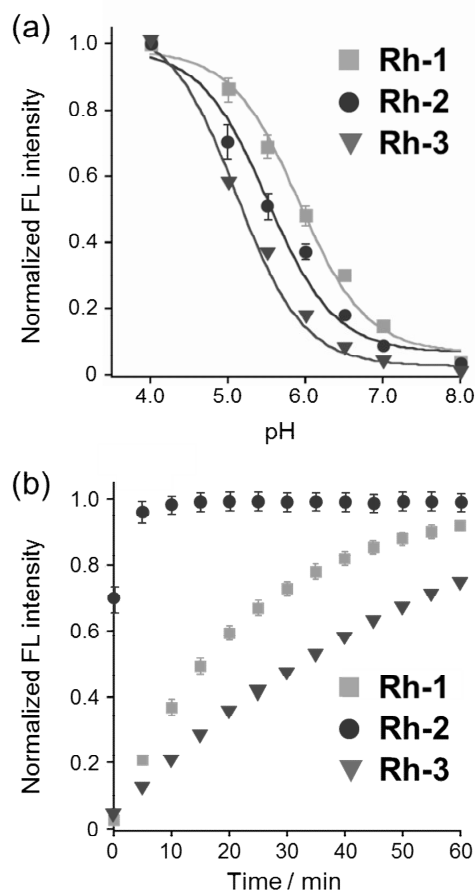 (a)
Normalized FL intensity
1.0
0.8
0.6
0.4
0.2
0
Rh-1
Rh-2
Rh-3
4.0 5.0 6.0 7.0 8.0
pH
(b)
Normalized FL intensity
1.0
0.8
0.6
0.4
0.2
0
Rh-1
Rh-2
Rh-3
0 10 20 30 40 50 60
Time / min